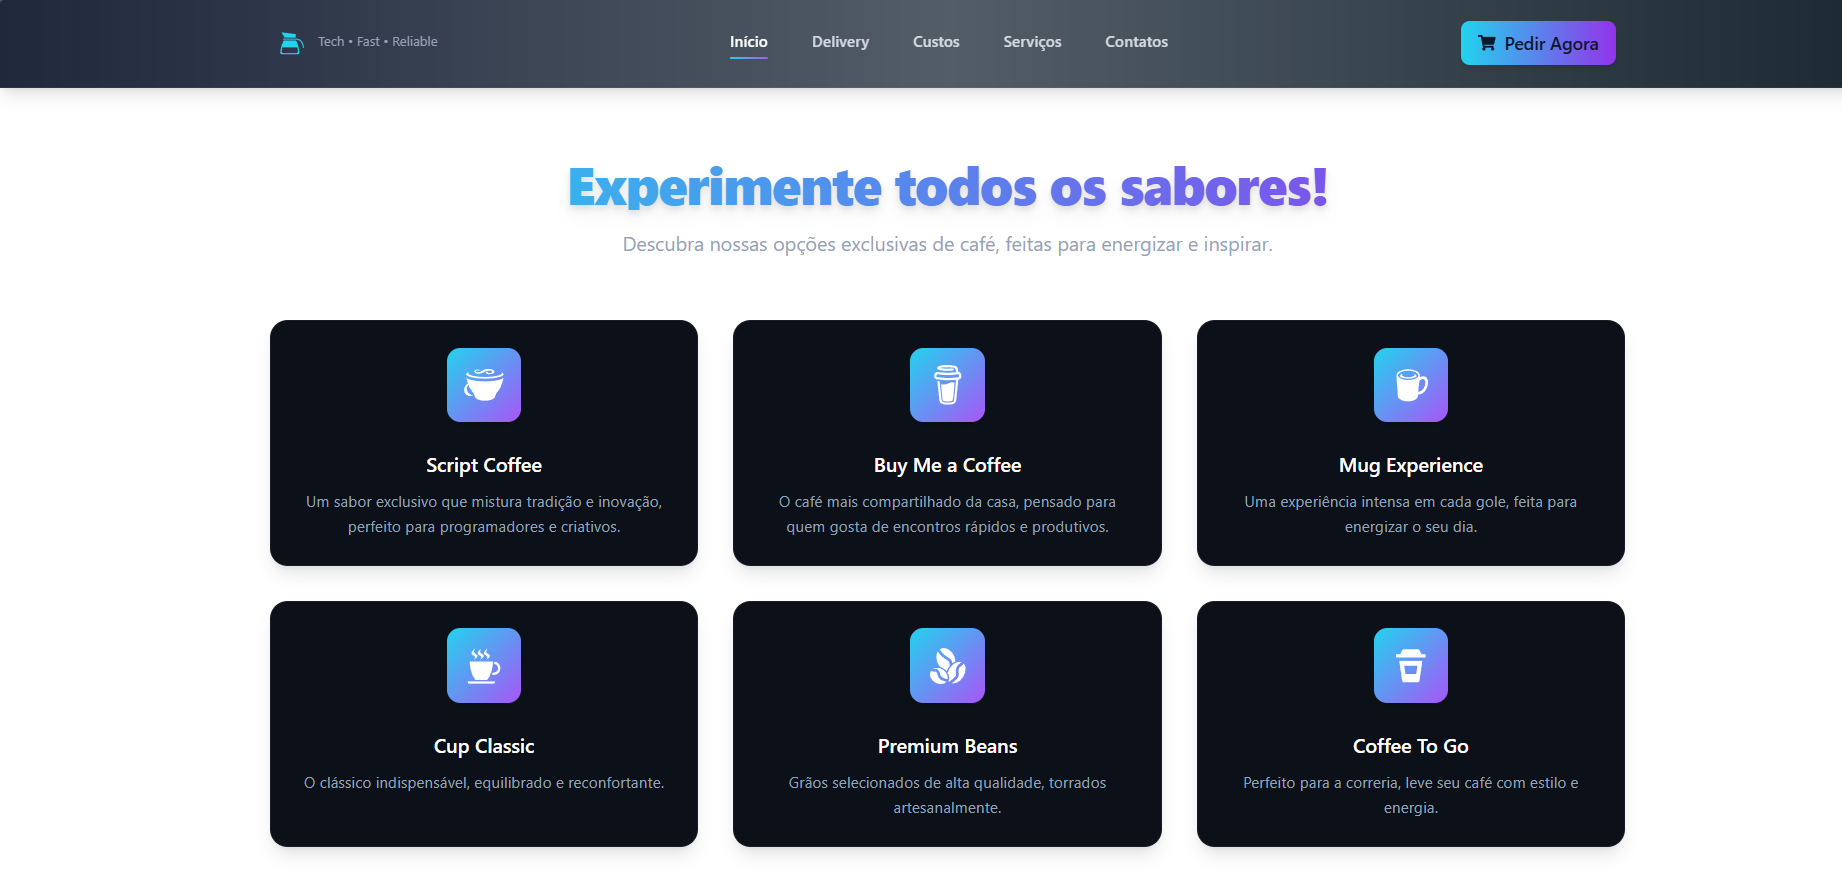 Tech • Fast • Reliable
Início
Delivery
Custos
Serviços
Contatos
Pedir Agora
Experimente todos os sabores!
Descubra nossas opções exclusivas de café, feitas para energizar e inspirar.
Script Coffee
Um sabor exclusivo que mistura tradição e inovação,
perfeito para programadores e criativos.
Buy Me a Coffee
O café mais compartilhado da casa, pensado para
quem gosta de encontros rápidos e produtivos.
Mug Experience
Uma experiência intensa em cada gole, feita para
energizar o seu dia.
Cup Classic
O clássico indispensável, equilibrado e reconfortante.
Premium Beans
Grãos selecionados de alta qualidade, torrados
artesanalmente.
Coffee To Go
Perfeito para a correria, leve seu café com estilo e
energia.